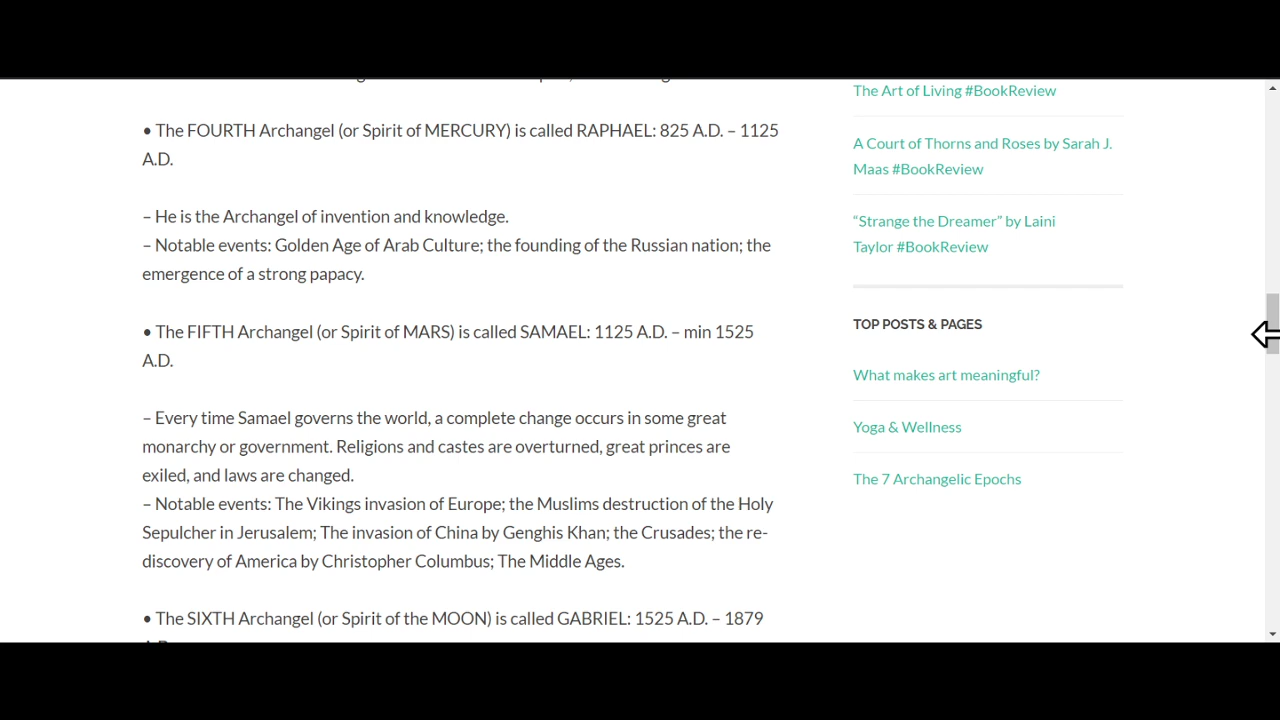 • The FOURTH Archangel (or Spirit of MERCURY) is called RAPHAEL: 825 A.D. – 1125
A.D.
– He is the Archangel of invention and knowledge.
– Notable events: Golden Age of Arab Culture; the founding of the Russian nation; the
emergence of a strong papacy.
• The FIFTH Archangel (or Spirit of MARS) is called SAMAEL: 1125 A.D. – min 1525
A.D.
– Every time Samael governs the world, a complete change occurs in some great
monarchy or government. Religions and castes are overturned, great princes are
exiled, and laws are changed.
– Notable events: The Vikings invasion of Europe; the Muslims destruction of the Holy
Sepulcher in Jerusalem; The invasion of China by Genghis Khan; the Crusades; the re-
discovery of America by Christopher Columbus; The Middle Ages.
• The SIXTH Archangel (or Spirit of the MOON) is called GABRIEL: 1525 A.D. – 1879
The Art of Living #BookReview
A Court of Thorns and Roses by Sarah J.
Maas #BookReview
“Strange the Dreamer” by Laini
Taylor #BookReview
TOP POSTS & PAGES
What makes art meaningful?
Yoga & Wellness
The 7 Archangelic Epochs